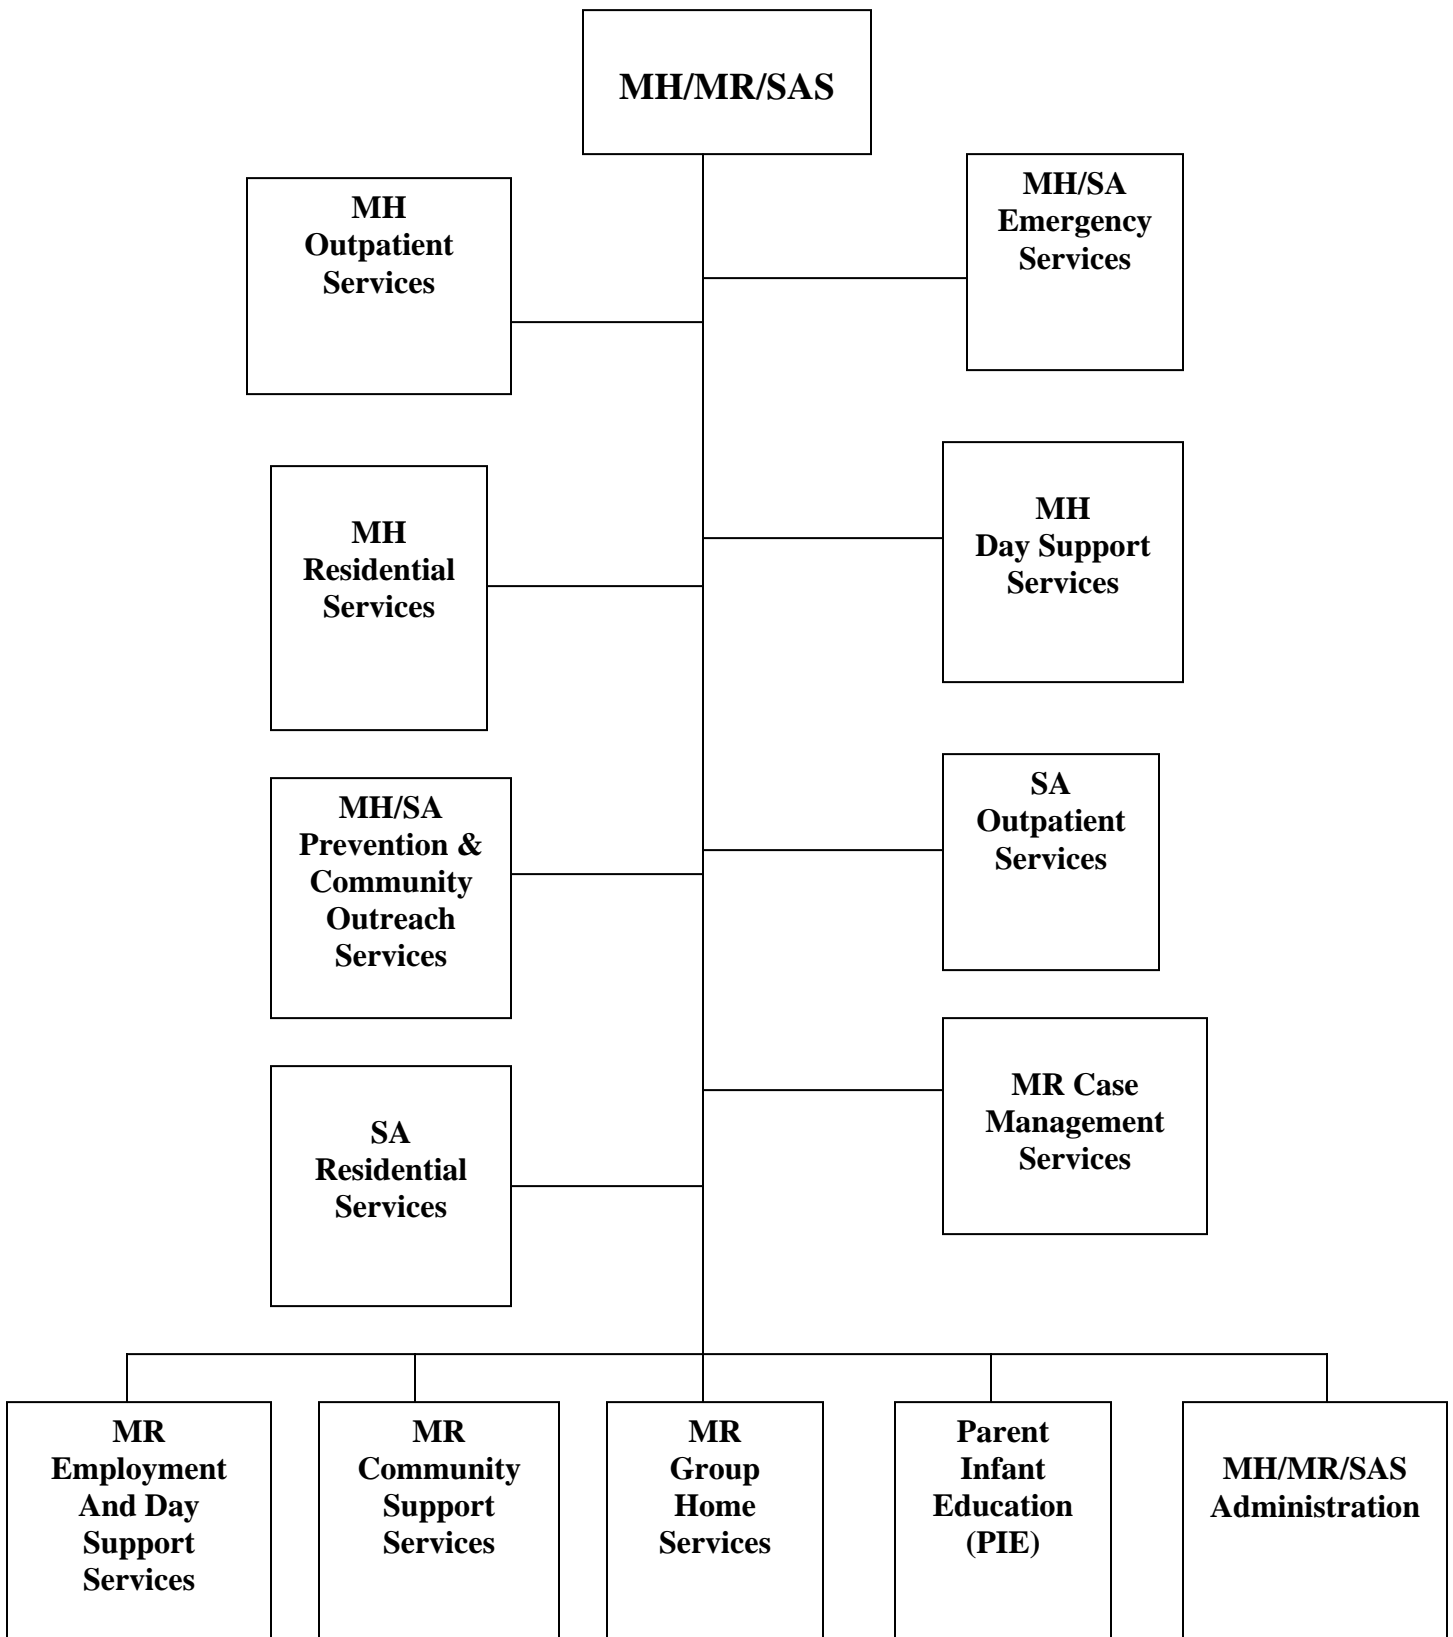 MH/MR/SAS
MH
Outpatient
Services
MH/SA
Emergency
Services
MH
Residential
Services
MH
Day Support
Services
MH/SA
Prevention &
Community
Outreach
Services
SA
Outpatient
Services
SA
Residential
Services
MR Case
Management
Services
MR
Employment
And Day
Support
Services
MR
Community
Support
Services
MR
Group
Home
Services
Parent
Infant
Education
(PIE)
MH/MR/SAS
Administration